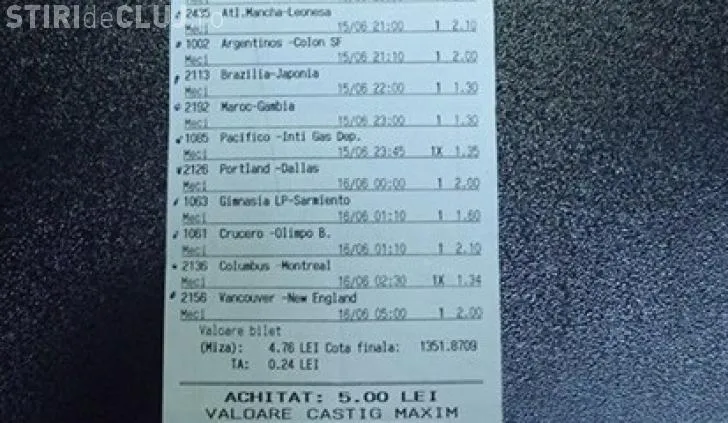 STIRIdeCLUJ.ro
2435 Atl.Mancha-Leonesa
Meci 15/06 21:00 1 2.10
1002 Argentinos -Colon SF
Meci 15/06 21:10 1 2.00
2113 Brazilia-Japonia
Meci 15/06 22:00 1 1.30
2192 Maroc-Gambia
Meci 15/06 23:00 1 1.30
1085 Pacifico -Inti Gas Dep.
Meci 15/06 23:45 1X 1.35
2126 Portland -Dallas
Meci 16/06 00:00 1 2.00
1063 Gimnasia LP-Sarmiento
Meci 16/06 01:10 1 1.60
1061 Crucero -Olimpo B.
Meci 16/06 01:10 1 2.10
2136 Columbus -Montreal
Meci 16/06 02:30 1X 1.34
2156 Vancouver -New England
Meci 16/06 05:00 1 2.00
Valoare bilet
(Miza): 4.76 LEI Cota finala: 1351.8709
TA: 0.24 LEI
ACHITAT: 5.00 LEI
VALOARE CASTIG MAXIM